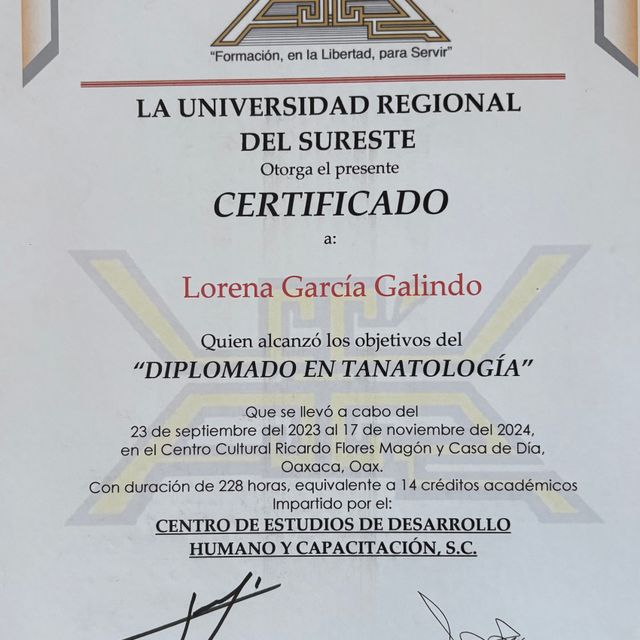 “Formación, en la Libertad, para Servir”
LA UNIVERSIDAD REGIONAL
DEL SURESTE
Otorga el presente
CERTIFICADO
a:
Lorena García Galindo
Quien alcanzó los objetivos del
“DIPLOMADO EN TANATOLOGÍA”
Que se llevó a cabo del
23 de septiembre del 2023 al 17 de noviembre del 2024,
en el Centro Cultural Ricardo Flores Magón y Casa de Día,
Oaxaca, Oax.
Con duración de 228 horas, equivalente a 14 créditos académicos
Impartido por el:
CENTRO DE ESTUDIOS DE DESARROLLO
HUMANO Y CAPACITACIÓN, S.C.